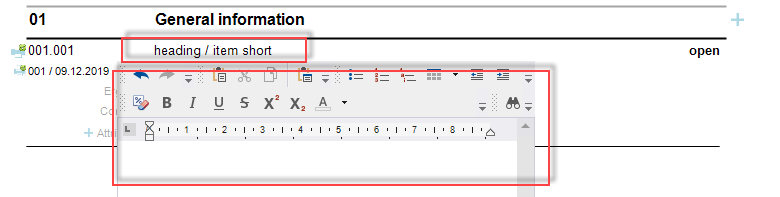 01 General information
001.001 heading / item short open
001 / 09.12.2019
Attri
B I U S X² X₂ A
L 1 2 3 4 5 6 7 8